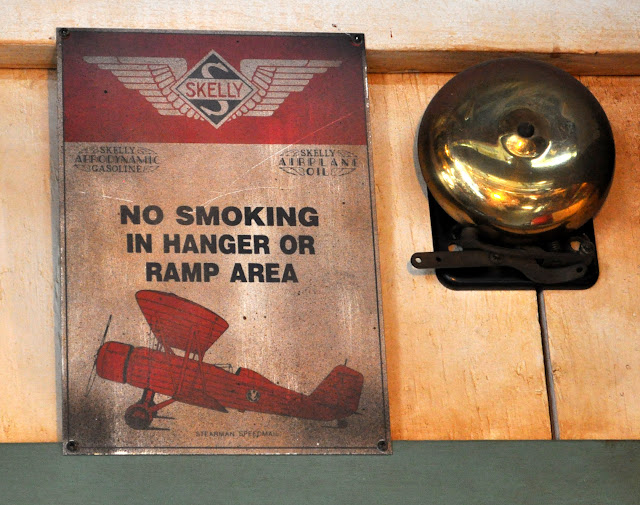 S
SKELLY
SKELLY
AERODYNAMIC
GASOLINE
SKELLY
AIRPLANE
OIL
NO SMOKING
IN HANGER OR
RAMP AREA
STEARMAN SPEEDMAIL